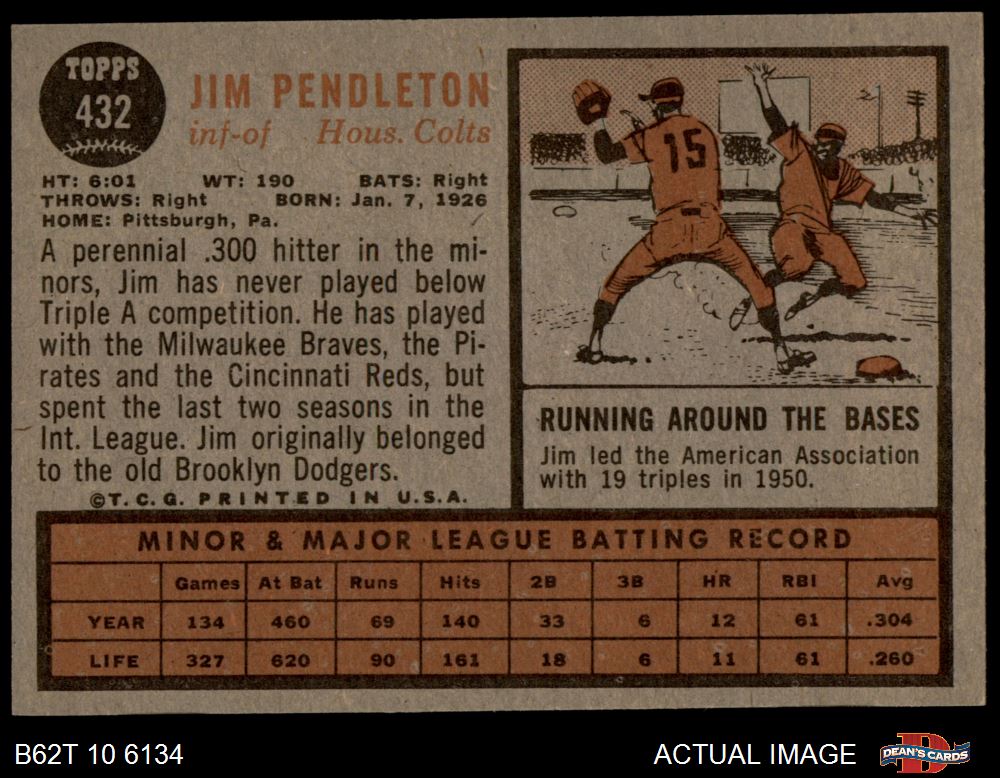 TOPPS
432
JIM PENDLETON
inf-of Hous. Colts
HT: 6:01 WT: 190 BATS: Right
THROWS: Right BORN: Jan. 7, 1926
HOME: Pittsburgh, Pa.
A perennial .300 hitter in the mi-
nors, Jim has never played below
Triple A competition. He has played
with the Milwaukee Braves, the Pi-
rates and the Cincinnati Reds, but
spent the last two seasons in the
Int. League. Jim originally belonged
to the old Brooklyn Dodgers.
©T.C.G. PRINTED IN U.S.A.
15
RUNNING AROUND THE BASES
Jim led the American Association
with 19 triples in 1950.
MINOR & MAJOR LEAGUE BATTING RECORD
Games At Bat Runs Hits 2B 3B HR RBI Avg
YEAR 134 460 69 140 33 6 12 61 .304
LIFE 327 620 90 161 18 6 11 61 .260
B62T 10 6134 ACTUAL IMAGE DEAN'S CARDS